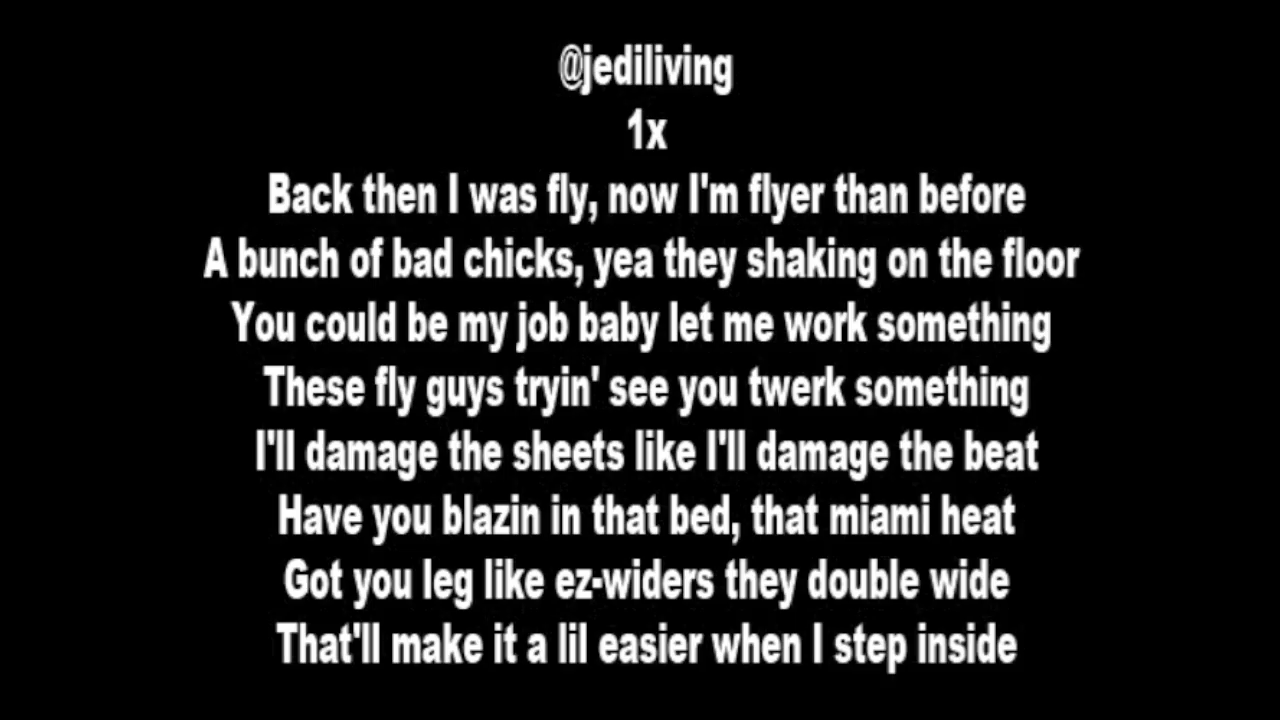 @jediliving
1x
Back then I was fly, now I'm flyer than before
A bunch of bad chicks, yea they shaking on the floor
You could be my job baby let me work something
These fly guys tryin' see you twerk something
I'll damage the sheets like I'll damage the beat
Have you blazin in that bed, that miami heat
Got you leg like ez-widers they double wide
That'll make it a lil easier when I step inside